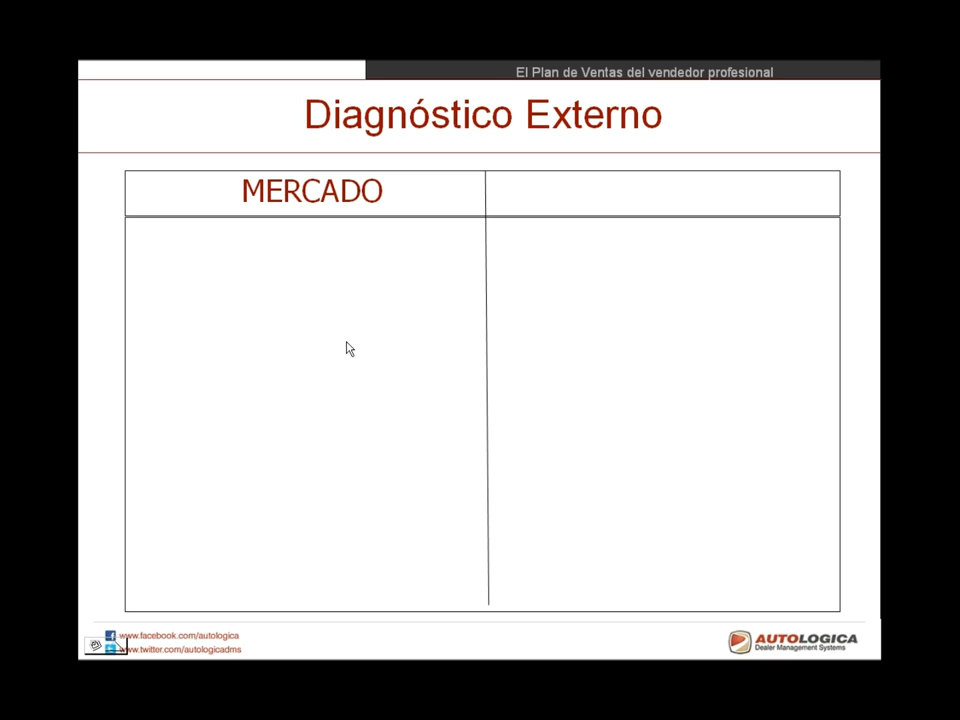 El Plan de Ventas del vendedor profesional
Diagnóstico Externo
MERCADO
www.facebook.com/autologica
www.twitter.com/autologicadms
AUTOLOGICA
Dealer Management Systems